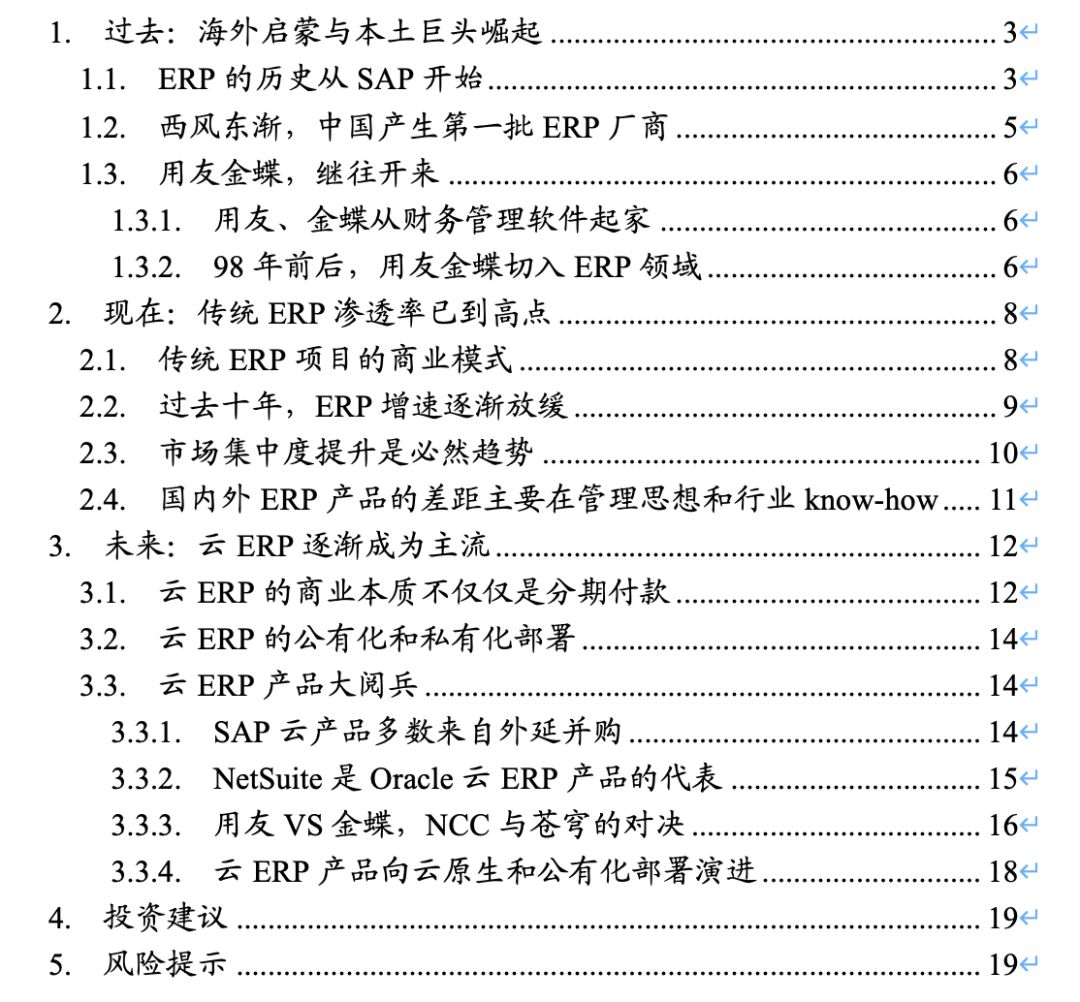 1. 过去：海外启蒙与本土巨头崛起 ........................................................ 3↵
1.1. ERP 的历史从 SAP 开始 ........................................................ 3↵
1.2. 西风东渐，中国产生第一批 ERP 厂商 ........................................ 5↵
1.3. 用友金蝶，继往开来 ........................................................ 6↵
1.3.1. 用友、金蝶从财务管理软件起家 ........................................ 6↵
1.3.2. 98 年前后，用友金蝶切入 ERP 领域 .................................... 6↵
2. 现在：传统 ERP 渗透率已到高点 ........................................................ 8↵
2.1. 传统 ERP 项目的商业模式 ........................................................ 8↵
2.2. 过去十年，ERP 增速逐渐放缓 .................................................... 9↵
2.3. 市场集中度提升是必然趋势 ........................................................ 10↵
2.4. 国内外 ERP 产品的差距主要在管理思想和行业 know-how ..... 11↵
3. 未来：云 ERP 逐渐成为主流 ........................................................ 12↵
3.1. 云 ERP 的商业本质不仅仅是分期付款 ...................................... 12↵
3.2. 云 ERP 的公有化和私有化部署 .................................................. 14↵
3.3. 云 ERP 产品大阅兵 ........................................................ 14↵
3.3.1. SAP 云产品多数来自外延并购 ............................................ 14↵
3.3.2. NetSuite 是 Oracle 云 ERP 产品的代表 ................................ 15↵
3.3.3. 用友 VS 金蝶，NCC 与苍穹的对决 .................................... 16↵
3.3.4. 云 ERP 产品向云原生和公有化部署演进 ............................ 18↵
4. 投资建议 ........................................................ 19↵
5. 风险提示 ........................................................ 19↵